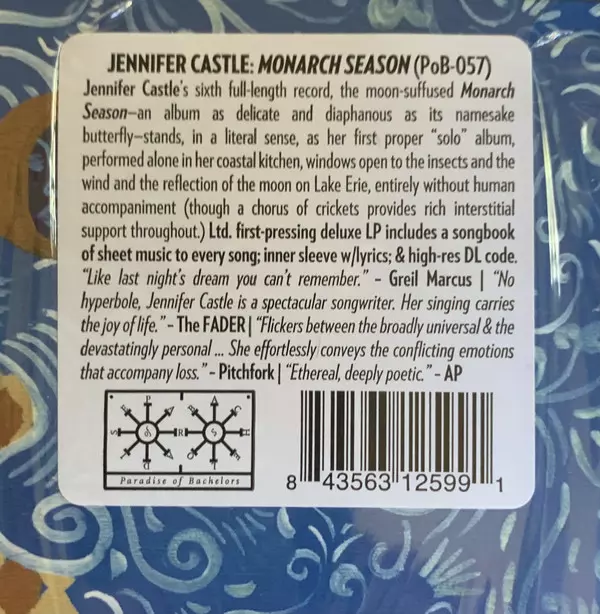 JENNIFER CASTLE: MONARCH SEASON (PoB-057)
Jennifer Castle's sixth full-length record, the moon-suffused Monarch
Season—an album as delicate and diaphanous as its namesake
butterfly—stands, in a literal sense, as her first proper "solo" album,
performed alone in her coastal kitchen, windows open to the insects and the
wind and the reflection of the moon on Lake Erie, entirely without human
accompaniment (though a chorus of crickets provides rich interstitial
support throughout.) Ltd. first-pressing deluxe LP includes a songbook
of sheet music to every song; inner sleeve w/lyrics; & high-res DL code.
"Like last night's dream you can't remember." - Greil Marcus | "No
hyperbole, Jennifer Castle is a spectacular songwriter. Her singing carries
the joy of life." - The FADER | "Flickers between the broadly universal & the
devastatingly personal ... She effortlessly conveys the conflicting emotions
that accompany loss." - Pitchfork | "Ethereal, deeply poetic." - AP
Paradise of Bachelors
8 43563 12599 1